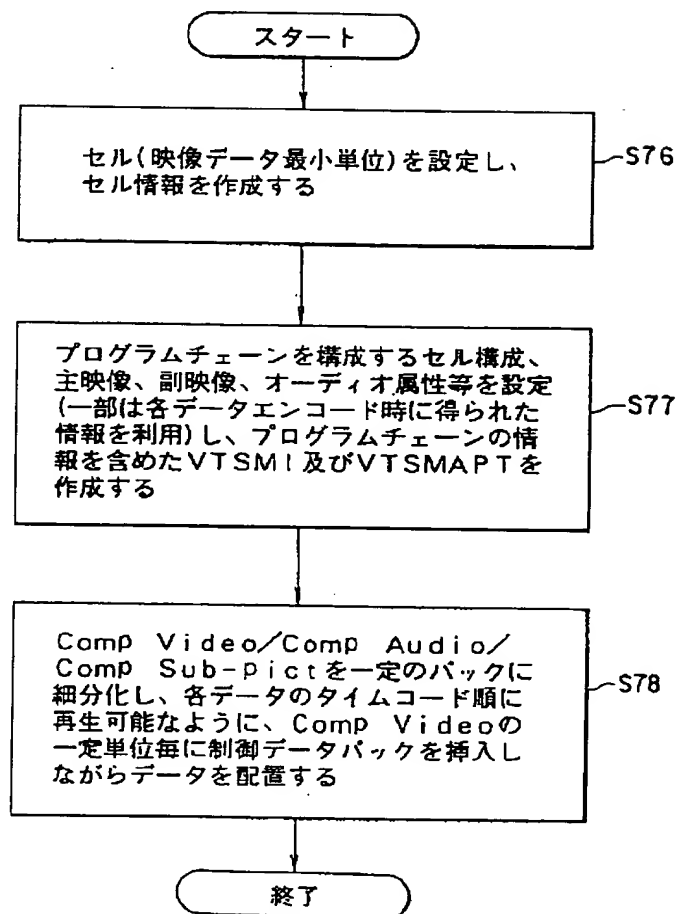 スタート
セル(映像データ最小単位)を設定し、
セル情報を作成する
S76
プログラムチェーンを構成するセル構成、
主映像、副映像、オーディオ属性等を設定
(一部は各データエンコード時に得られた
情報を利用)し、プログラムチェーンの情
報を含めたVTSMI及びVTSMAPTを
作成する
S77
Comp Video/Comp Audio/
Comp Sub-pictを一定のパックに
細分化し、各データのタイムコード順に
再生可能なように、Comp Videoの
一定単位毎に制御データパックを挿入し
ながらデータを配置する
S78
終了